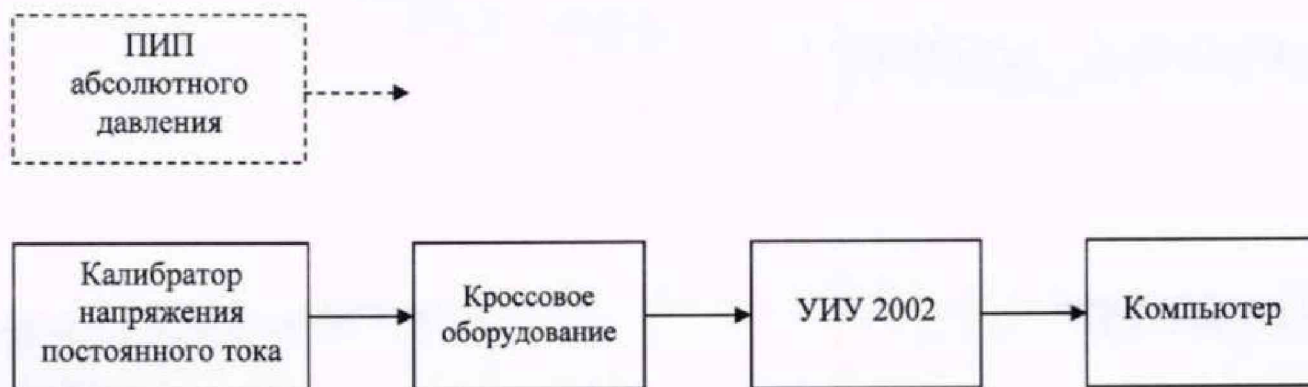 ПИП
абсолютного
давления
Калибратор
напряжения
постоянного тока
Кроссовое
оборудование
УИУ 2002
Компьютер